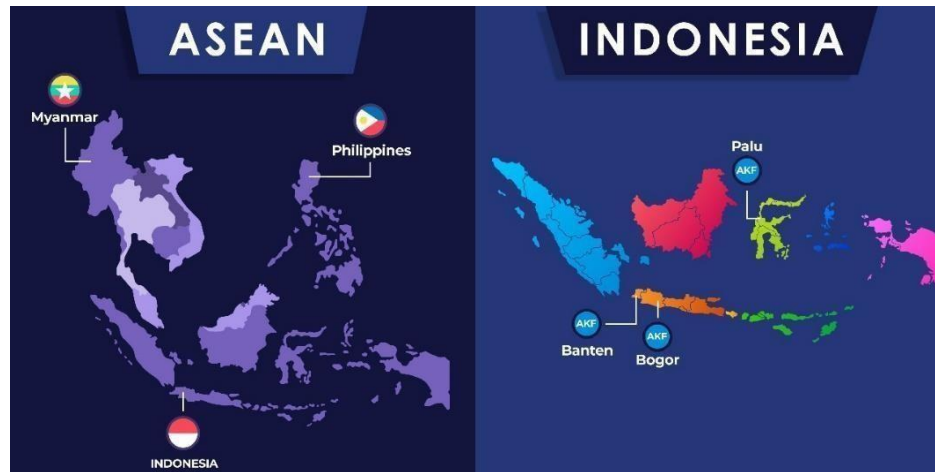 ASEAN
Myanmar
Philippines
INDONESIA
INDONESIA
Palu
AKF
AKF
Banten
AKF
Bogor